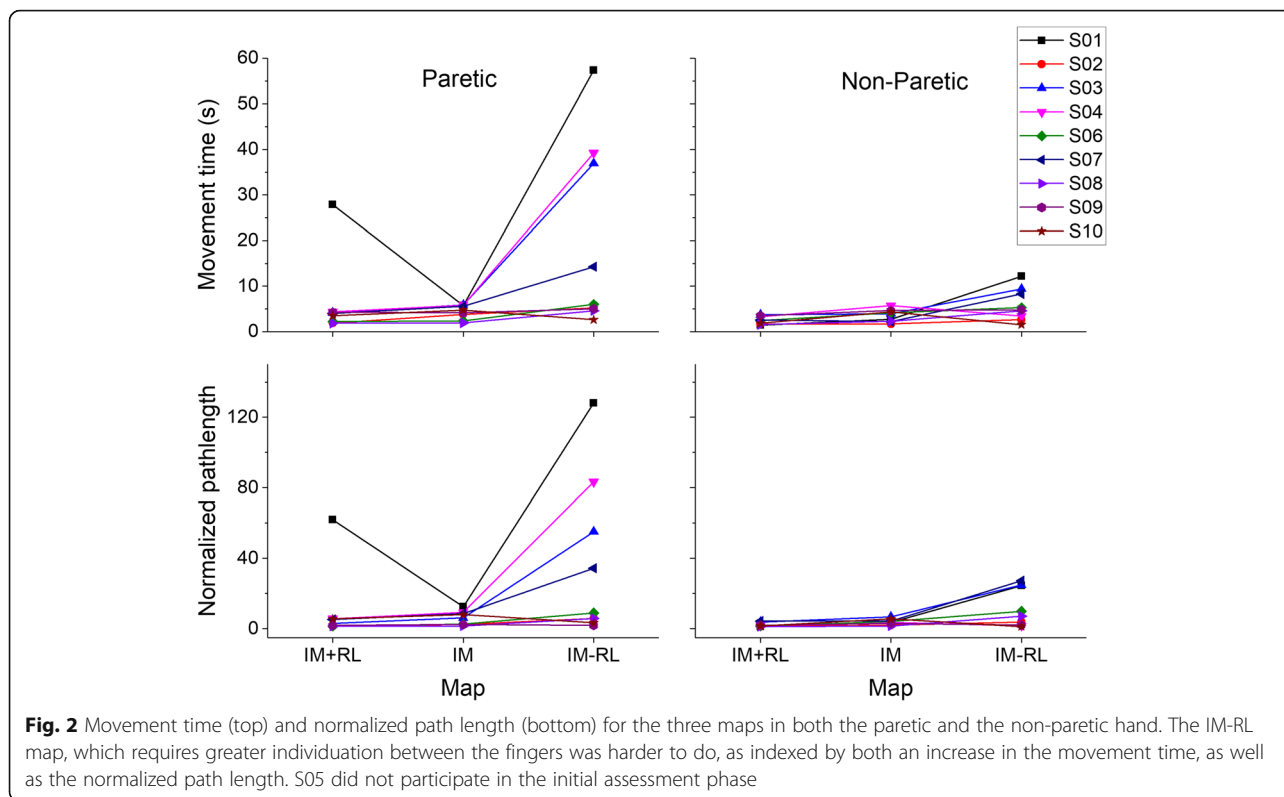 Paretic
Non-Paretic
S01
S02
S03
S04
S06
S07
S08
S09
S10
Movement time (s)
60
50
40
30
20
10
0
Normalized pathlength
120
80
40
0
IM+RL IM IM-RL
Map
IM+RL IM IM-RL
Map
Fig. 2 Movement time (top) and normalized path length (bottom) for the three maps in both the paretic and the non-paretic hand. The IM-RL
map, which requires greater individuation between the fingers was harder to do, as indexed by both an increase in the movement time, as well
as the normalized path length. S05 did not participate in the initial assessment phase